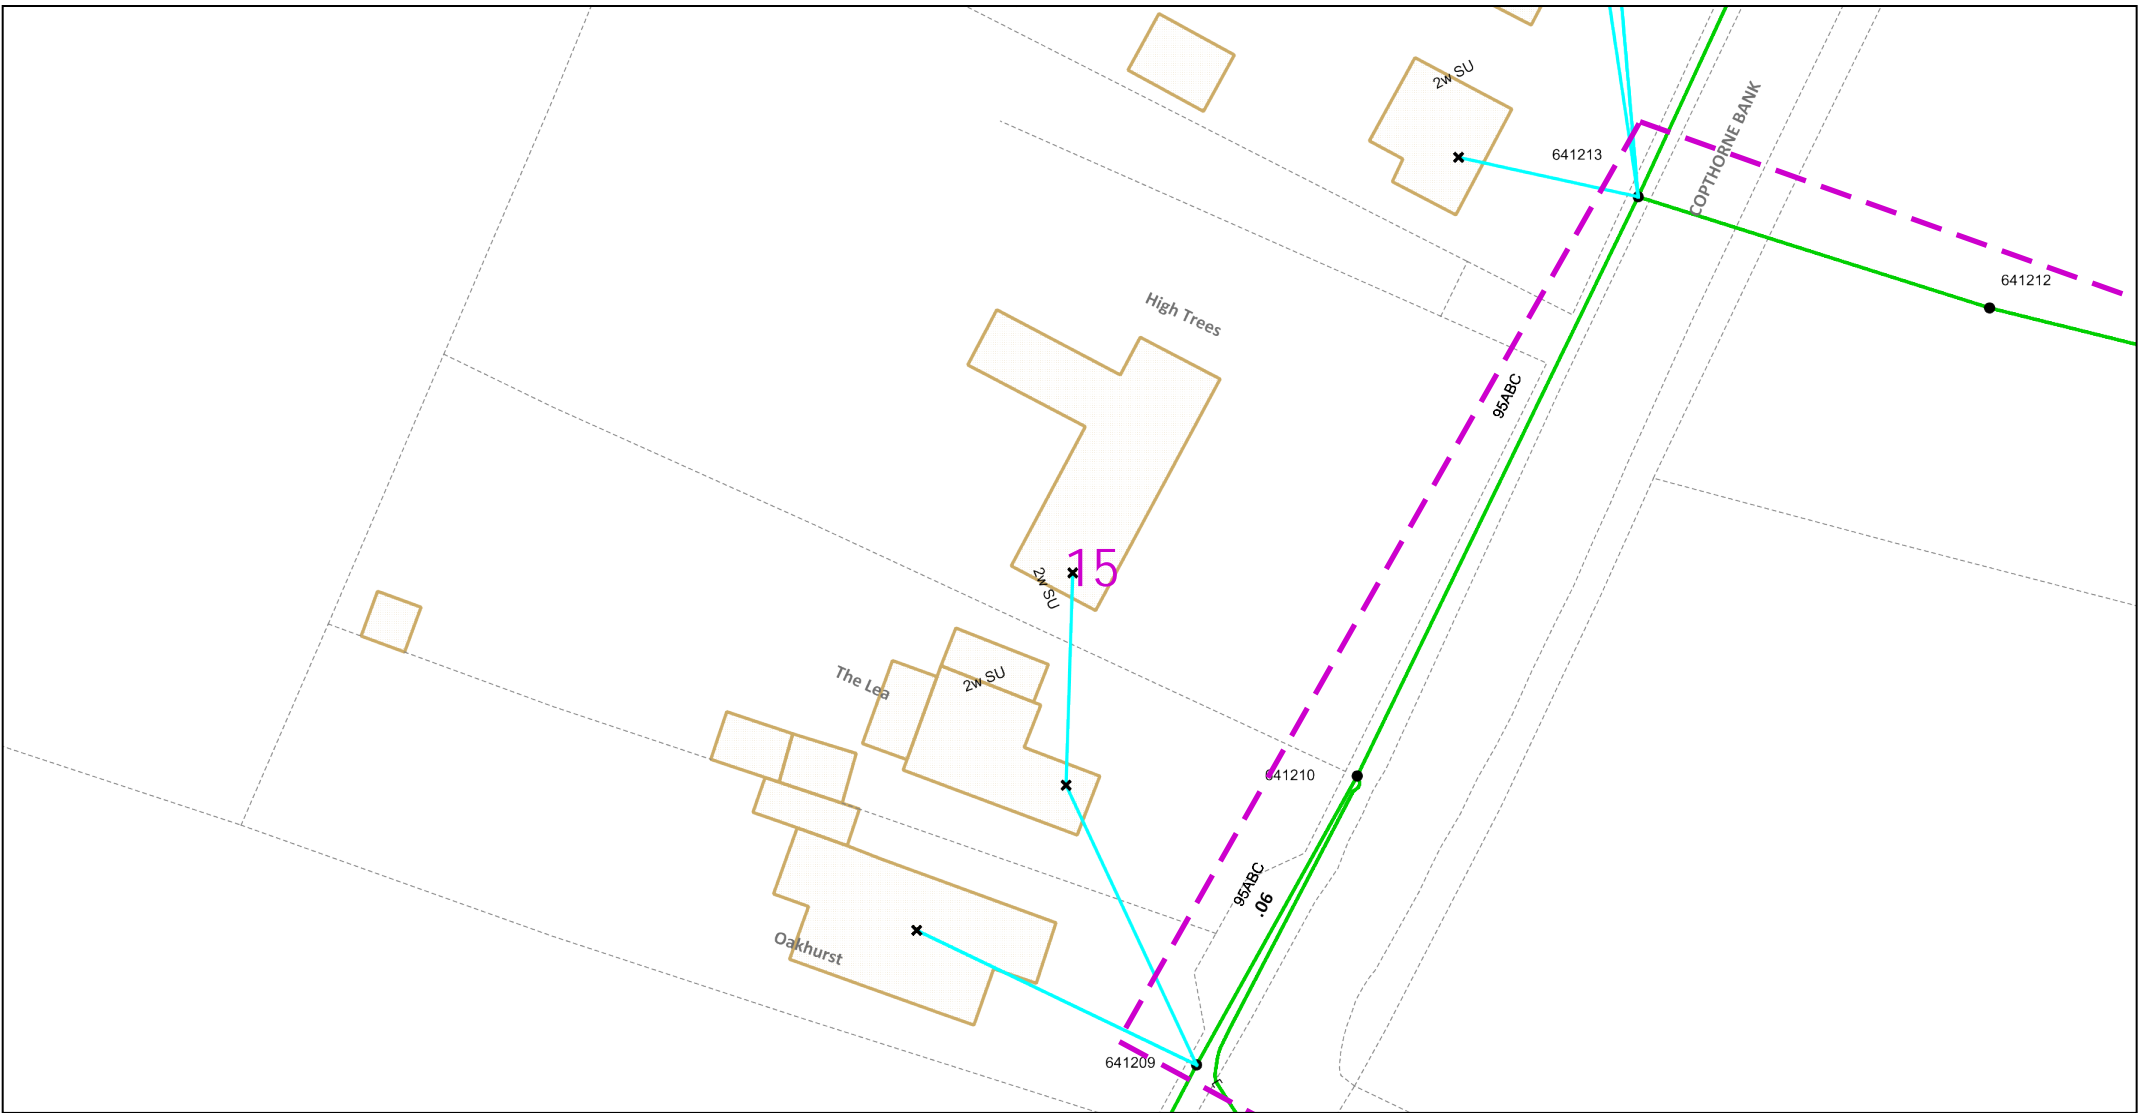 2w SU
COPTHORNE BANK
641213
641212
High Trees
95ABC
15
2w SU
The Lea
2w SU
641210
95ABC
.06
Oakhurst
641209